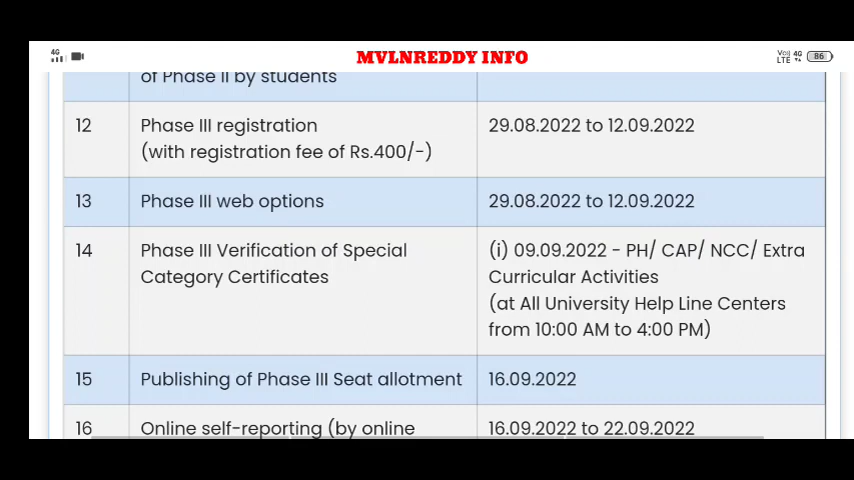 4G
MVLNREDDY INFO
Vo)) LTE 4G 86
of Phase II by students
12 Phase III registration 29.08.2022 to 12.09.2022
(with registration fee of Rs.400/-)
13 Phase III web options 29.08.2022 to 12.09.2022
14 Phase III Verification of Special (i) 09.09.2022 - PH/ CAP/ NCC/ Extra
Category Certificates Curricular Activities
(at All University Help Line Centers
from 10:00 AM to 4:00 PM)
15 Publishing of Phase III Seat allotment 16.09.2022
16 Online self-reporting (by online 16.09.2022 to 22.09.2022